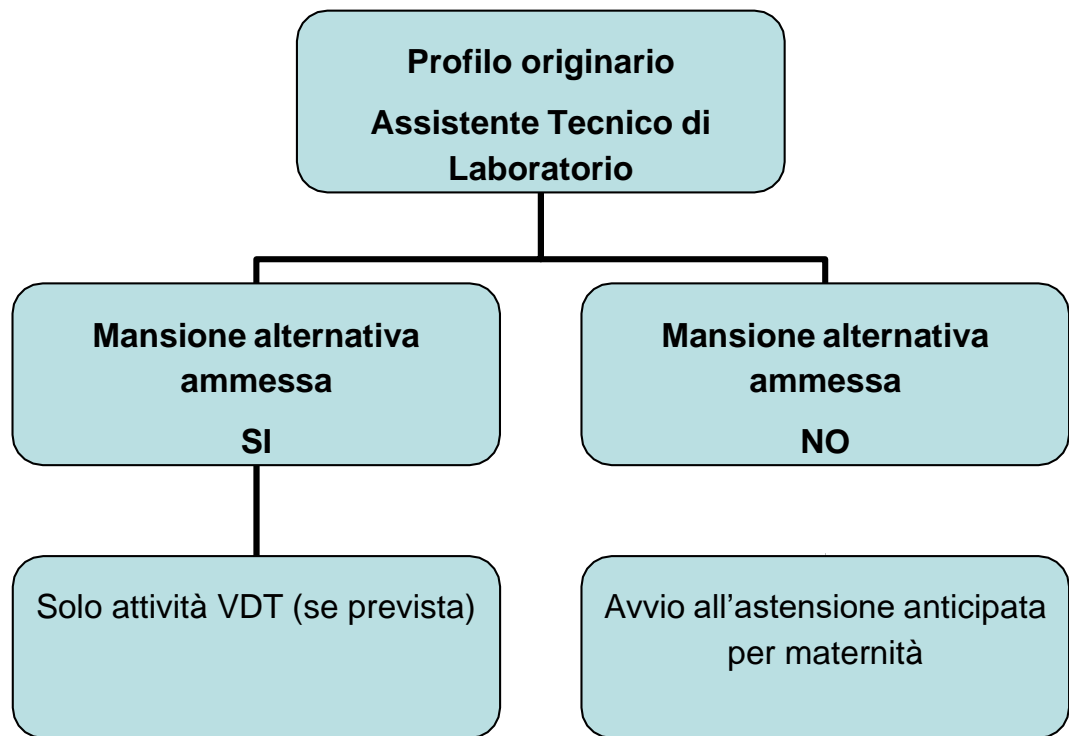 Profilo originario
Assistente Tecnico di
Laboratorio
Mansione alternativa
ammessa
SI
Mansione alternativa
ammessa
NO
Solo attività VDT (se prevista)
Avvio all’astensione anticipata
per maternità